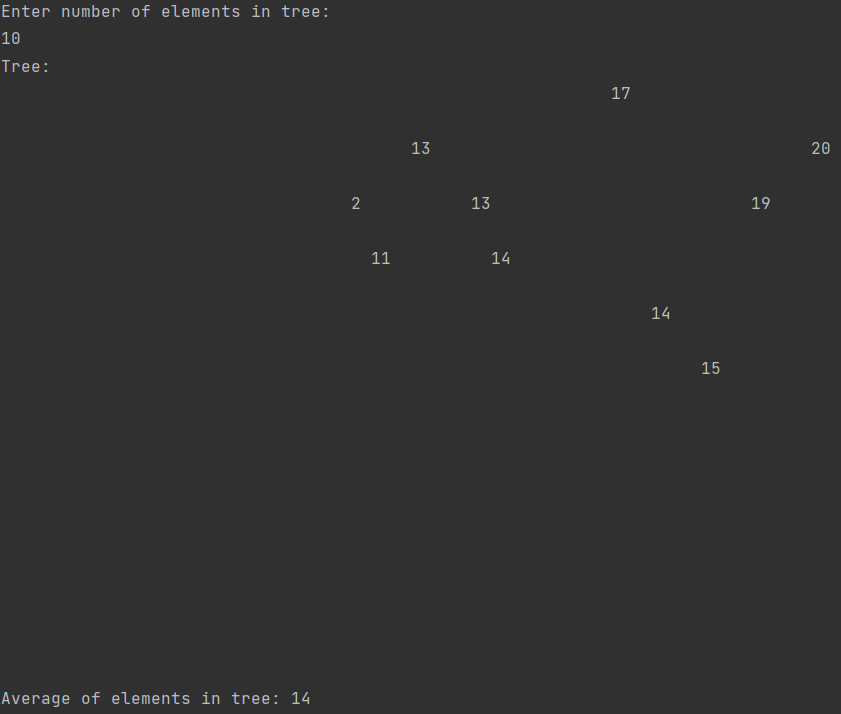 Enter number of elements in tree:
10
Tree:
17
13 20
2 13 19
11 14
14
15
Average of elements in tree: 14